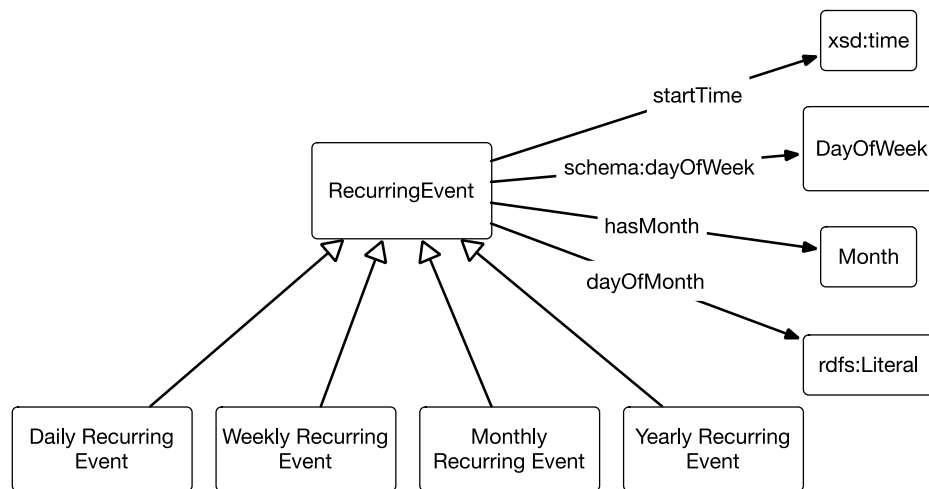 xsd:time
startTime
DayOfWeek
schema:dayOfWeek
RecurringEvent
hasMonth
Month
dayOfMonth
rdfs:Literal
Daily Recurring
Event
Weekly Recurring
Event
Monthly
Recurring Event
Yearly Recurring
Event